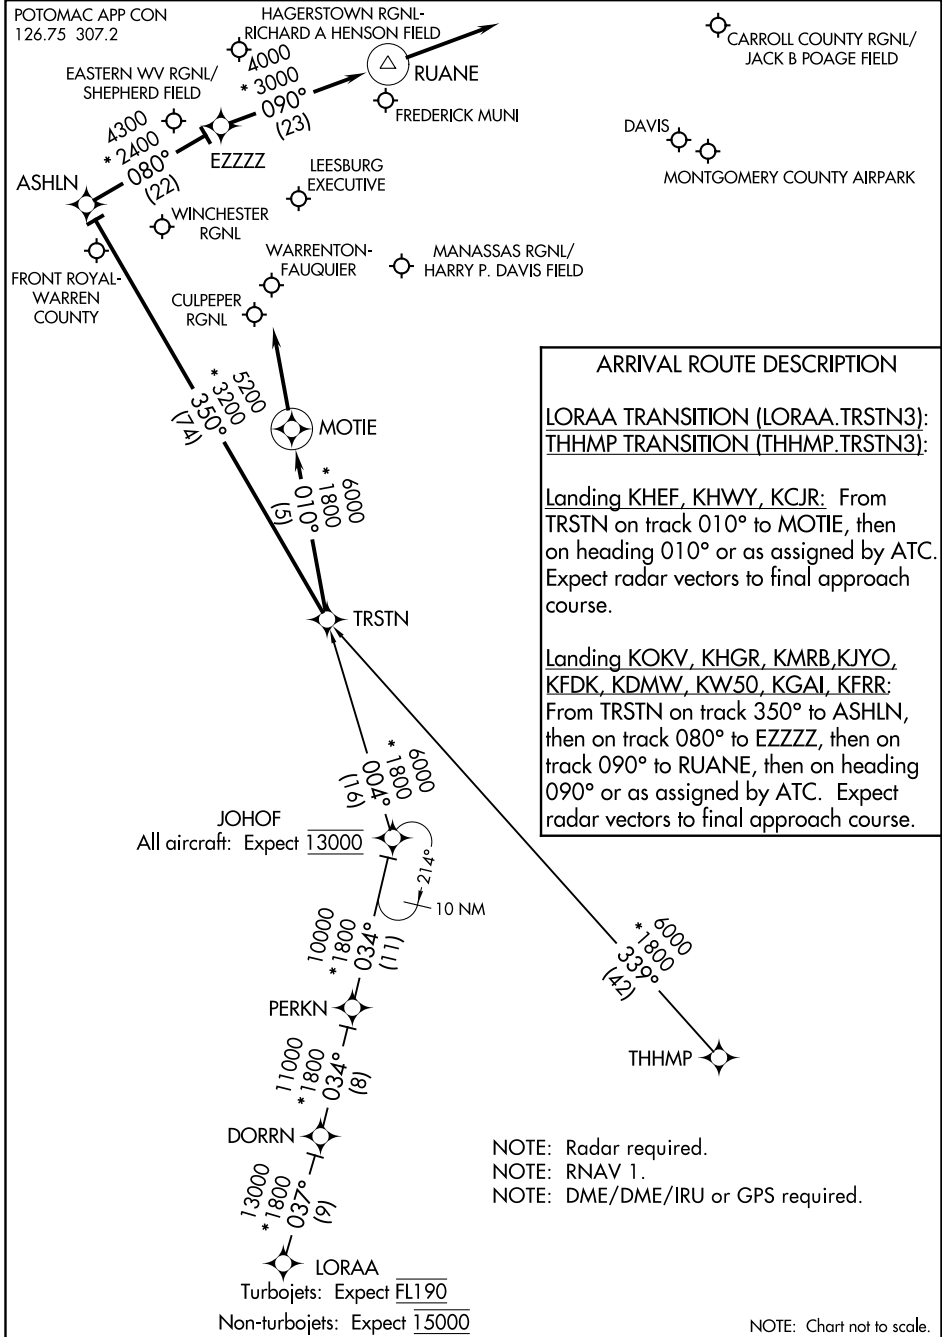 POTOMAC APP CON
126.75 307.2
HAGERSTOWN RGNL-
RICHARD A HENSON FIELD
CARROLL COUNTY RGNL/
JACK B POAGE FIELD
EASTERN WV RGNL/
SHEPHERD FIELD
4000
* 3000
090°
(23)
RUANE
FREDERICK MUNI
4300
* 2400
080°
(22)
EZZZZ
DAVIS
MONTGOMERY COUNTY AIRPARK
ASHLN
LEESBURG
EXECUTIVE
WINCHESTER
RGNL
FRONT ROYAL-
WARREN
COUNTY
WARRENTON-
FAUQUIER
MANASSAS RGNL/
HARRY P. DAVIS FIELD
CULPEPER
RGNL
5200
* 3200
350°
(74)
MOTIE
6000
* 1800
010°
(5)
TRSTN
ARRIVAL ROUTE DESCRIPTION
LORAA TRANSITION (LORAA.TRSTN3):
THHMP TRANSITION (THHMP.TRSTN3):
Landing KHEF, KHWY, KCJR: From
TRSTN on track 010° to MOTIE, then
on heading 010° or as assigned by ATC.
Expect radar vectors to final approach
course.
Landing KOKV, KHGR, KMRB,KJYO,
KFDK, KDMW, KW50, KGAI, KFRR:
From TRSTN on track 350° to ASHLN,
then on track 080° to EZZZZ, then on
track 090° to RUANE, then on heading
090° or as assigned by ATC. Expect
radar vectors to final approach course.
6000
* 1800
004°
(16)
JOHOF
All aircraft: Expect 13000
214°
10 NM
10000
* 1800
034°
(11)
6000
*1800
339°
(42)
PERKN
THHMP
11000
* 1800
034°
(8)
DORRN
13000
* 1800
037°
(9)
LORAA
Turbojets: Expect FL190
Non-turbojets: Expect 15000
NOTE: Radar required.
NOTE: RNAV 1.
NOTE: DME/DME/IRU or GPS required.
NOTE: Chart not to scale.